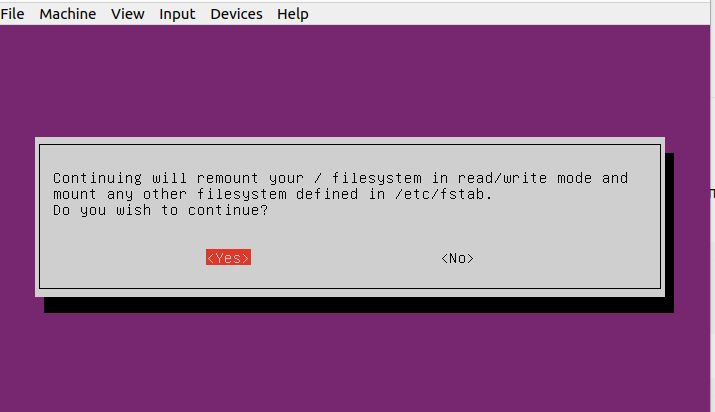 File Machine View Input Devices Help
Continuing will remount your / filesystem in read/write mode and
mount any other filesystem defined in /etc/fstab.
Do you wish to continue?
<Yes> <No>